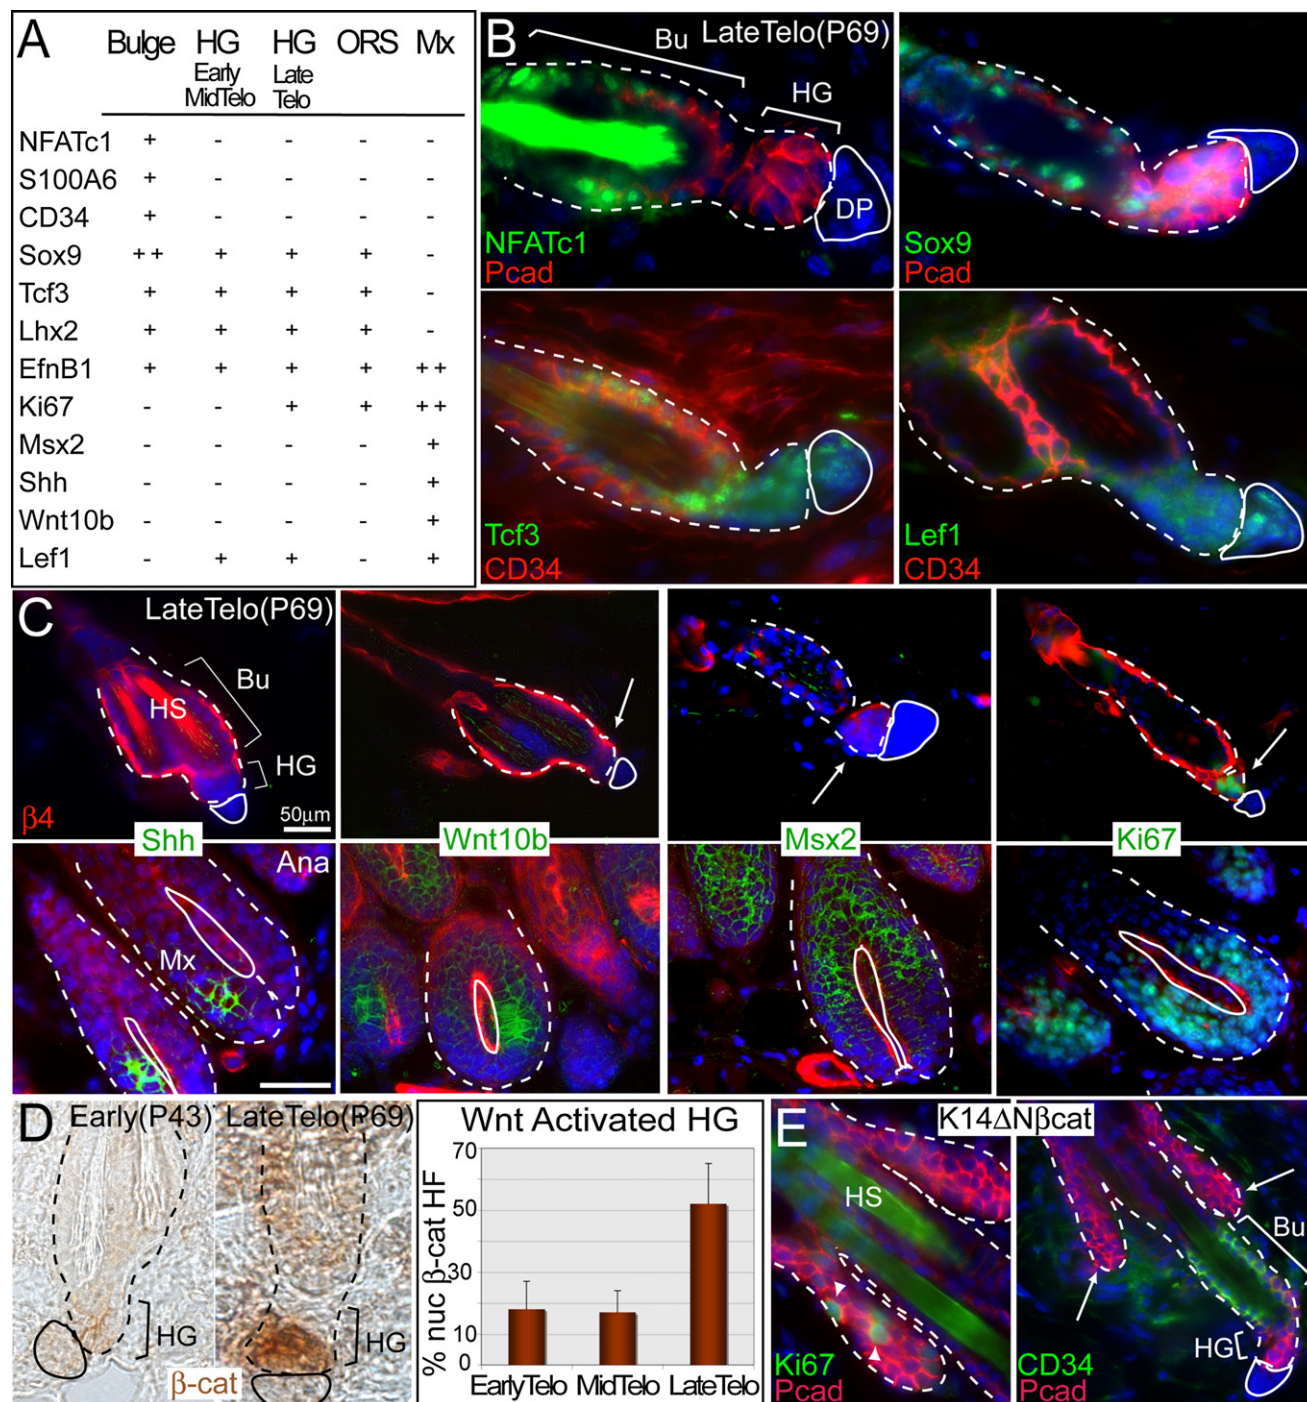 A
Bulge HG HG ORS Mx
Early Late
MidTelo Telo
NFATc1 + - - - -
S100A6 + - - - -
CD34 + - - - -
Sox9 ++ + + + -
Tcf3 + + + + -
Lhx2 + + + + -
EfnB1 + + + + ++
Ki67 - - + + ++
Msx2 - - - - +
Shh - - - - +
Wnt10b - - - - +
Lef1 - + + - +
B
Bu LateTelo(P69)
HG
DP
NFATc1
Pcad
Sox9
Pcad
Tcf3
CD34
Lef1
CD34
C
LateTelo(P69)
Bu
HS
HG
β4
50μm
Shh
Wnt10b
Msx2
Ki67
Ana
Mx
D
Early(P43)
LateTelo(P69)
HG
HG
β-cat
Wnt Activated HG
% nuc β-cat HF
70
50
30
10
0
EarlyTelo MidTelo LateTelo
E
K14ΔNβcat
HS
Ki67
Pcad
Bu
HG
CD34
Pcad